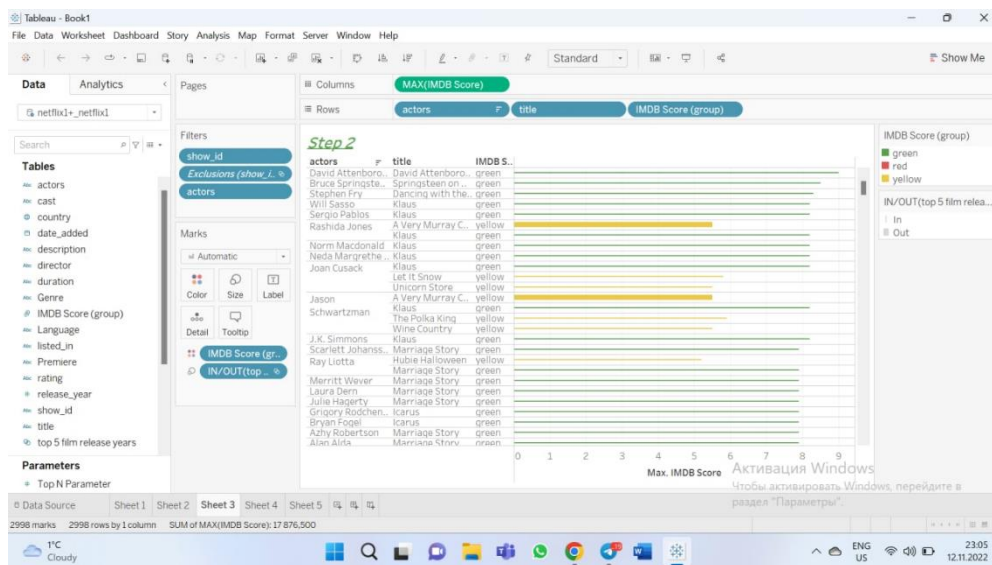 Tableau - Book1
File Data Worksheet Dashboard Story Analysis Map Format Server Window Help
Standard
Show Me
Data Analytics
Pages
Columns MAX(IMDB Score)
Rows actors title IMDB Score (group)
netflix1+_netflix1
Search
Tables
actors
cast
country
date_added
description
director
duration
Genre
IMDB Score (group)
Language
listed_in
Premiere
rating
release_year
show_id
title
top 5 film release years
Parameters
Top N Parameter
Filters
show_id
Exclusions (show_i..
actors
Marks
Automatic
Color Size Label
Detail Tooltip
IMDB Score (gr..
IN/OUT(top ..
Step 2
actors title IMDB S..
David Attenboro.. David Attenboro.. green
Bruce Springste.. Springsteen on .. green
Stephen Fry Dancing with the.. green
Will Sasso Klaus green
Sergio Pablos Klaus green
Rashida Jones A Very Murray C.. yellow
Klaus green
Norm Macdonald Klaus green
Neda Margrethe .. Klaus green
Joan Cusack Klaus green
Let It Snow yellow
Unicorn Store yellow
Jason A Very Murray C.. yellow
Schwartzman Klaus green
The Polka King yellow
Wine Country yellow
J.K. Simmons Klaus green
Scarlett Johanss.. Marriage Story green
Ray Liotta Hubie Halloween yellow
Marriage Story green
Merritt Wever Marriage Story green
Laura Dern Marriage Story green
Julie Hagerty Marriage Story green
Grigory Rodchen.. Icarus green
Bryan Fogel Icarus green
Azhy Robertson Marriage Story green
Alan Alda Marriage Story green
0 1 2 3 4 5 6 7 8 9
Max. IMDB Score
IMDB Score (group)
green
red
yellow
IN/OUT(top 5 film relea...
In
Out
Активация Windows
Чтобы активировать Windows, перейдите в
раздел "Параметры".
Data Source Sheet 1 Sheet 2 Sheet 3 Sheet 4 Sheet 5
2998 marks 2998 rows by 1 column SUM of MAX(IMDB Score): 17 876,500
1°C
Cloudy
ENG
US
23:05
12.11.2022